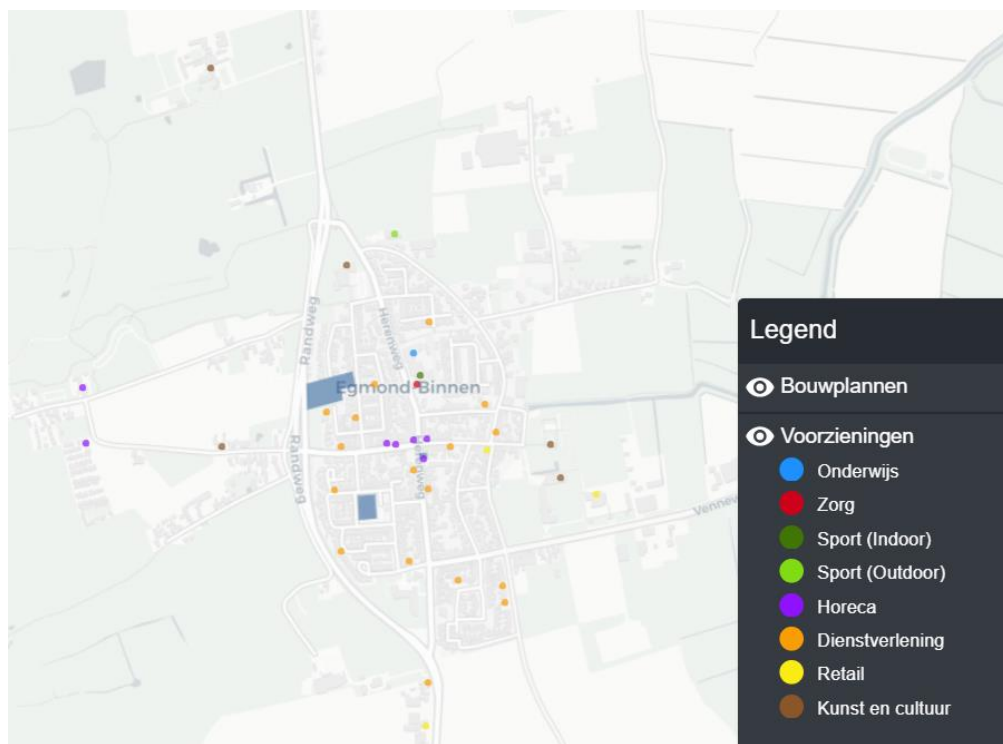 Randweg
Herenweg
Egmond-Binnen
Randweg
Herenweg
Vennew
Legend
Bouwplannen
Voorzieningen
Onderwijs
Zorg
Sport (Indoor)
Sport (Outdoor)
Horeca
Dienstverlening
Retail
Kunst en cultuur